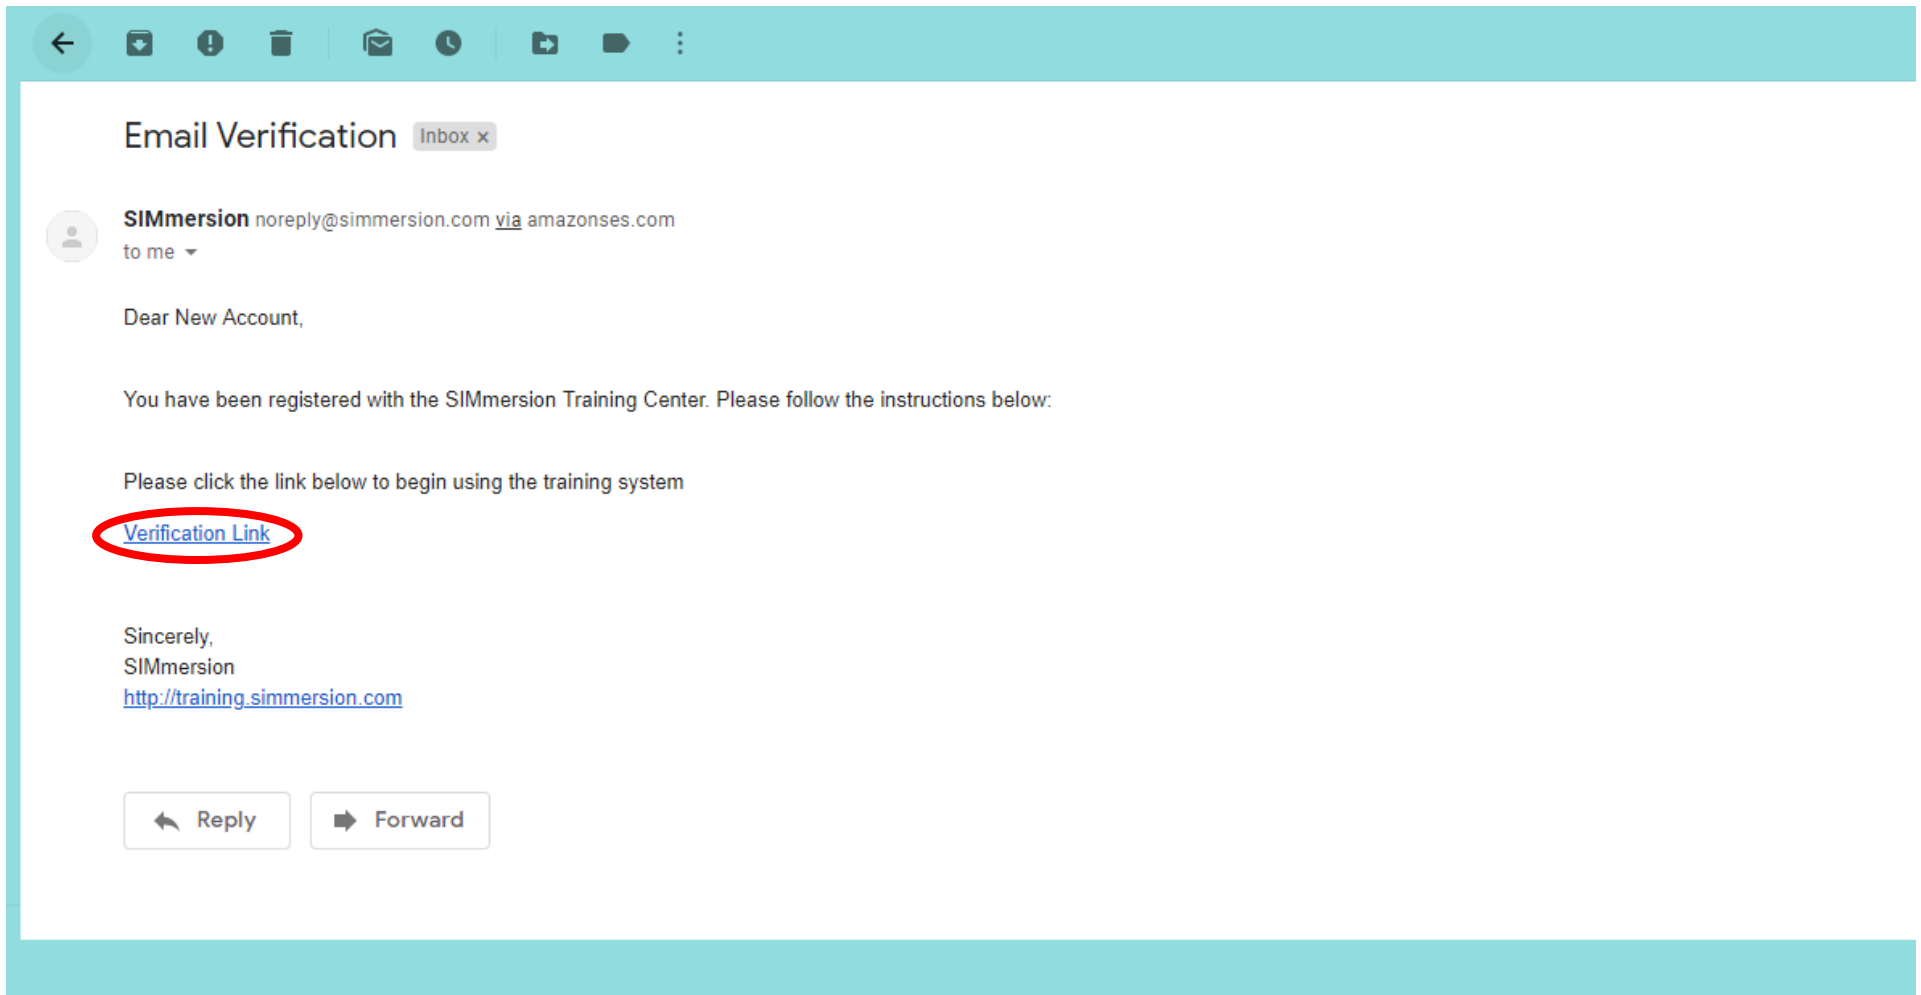 Email Verification Inbox x
SIMmersion noreply@simmersion.com via amazonses.com
to me
Dear New Account,
You have been registered with the SIMmersion Training Center. Please follow the instructions below:
Please click the link below to begin using the training system
Verification Link
Sincerely,
SIMmersion
http://training.simmersion.com
Reply Forward